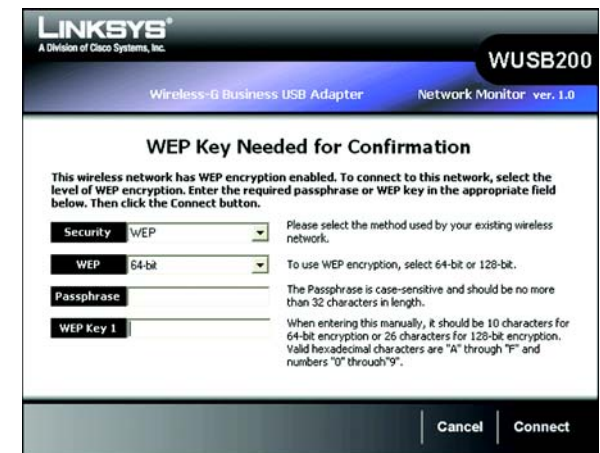 LINKSYS®
A Division of Cisco Systems, Inc.
WUSB200
Wireless-G Business USB Adapter
Network Monitor ver. 1.0
WEP Key Needed for Confirmation
This wireless network has WEP encryption enabled. To connect to this network, select the
level of WEP encryption. Enter the required passphrase or WEP key in the appropriate field
below. Then click the Connect button.
Security WEP
Please select the method used by your existing wireless
network.
WEP 64-bit
To use WEP encryption, select 64-bit or 128-bit.
Passphrase
The Passphrase is case-sensitive and should be no more
than 32 characters in length.
WEP Key 1
When entering this manually, it should be 10 characters for
64-bit encryption or 26 characters for 128-bit encryption.
Valid hexadecimal characters are "A" through "F" and
numbers "0" through"9".
Cancel Connect